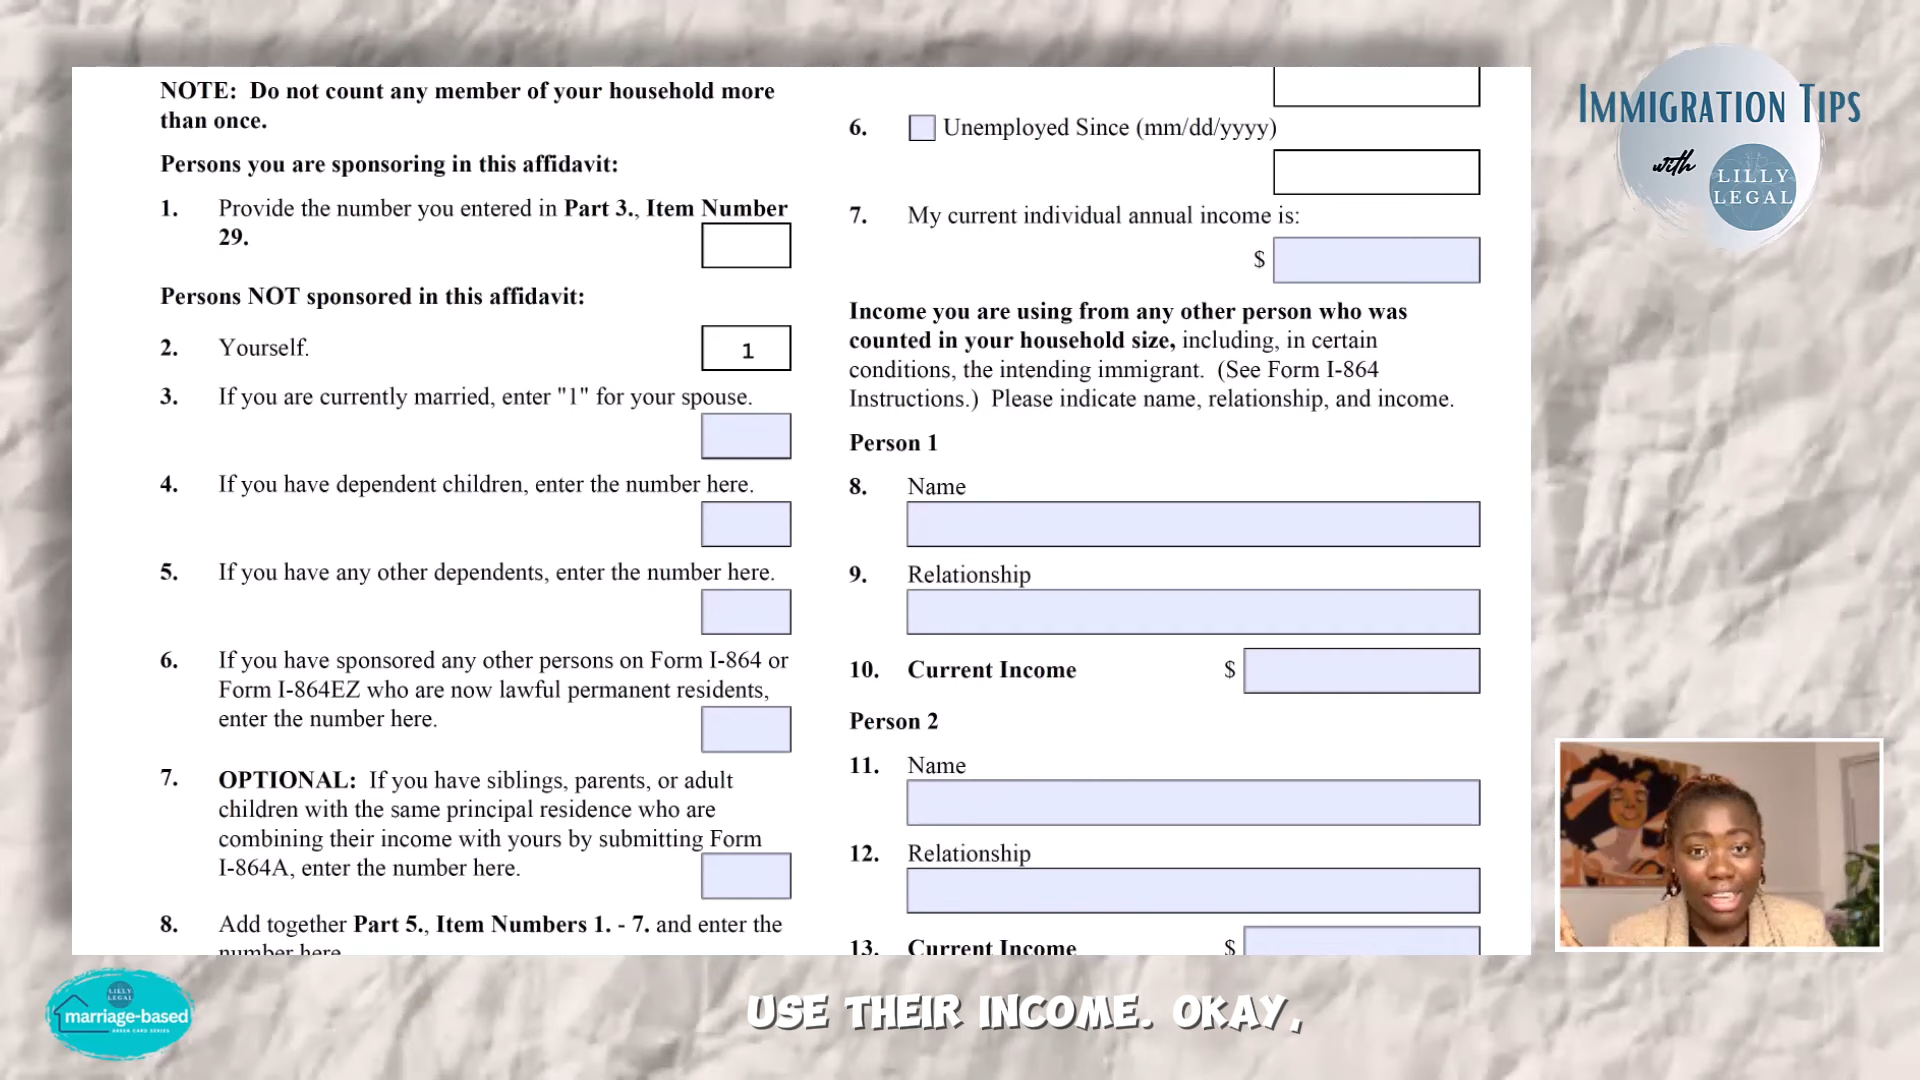 NOTE: Do not count any member of your household more
than once.
Persons you are sponsoring in this affidavit:
1. Provide the number you entered in Part 3., Item Number
29.
Persons NOT sponsored in this affidavit:
2. Yourself.
1
3. If you are currently married, enter "1" for your spouse.
4. If you have dependent children, enter the number here.
5. If you have any other dependents, enter the number here.
6. If you have sponsored any other persons on Form I-864 or
Form I-864EZ who are now lawful permanent residents,
enter the number here.
7. OPTIONAL: If you have siblings, parents, or adult
children with the same principal residence who are
combining their income with yours by submitting Form
I-864A, enter the number here.
8. Add together Part 5., Item Numbers 1. - 7. and enter the
number here.
6. Unemployed Since (mm/dd/yyyy)
7. My current individual annual income is:
$
Income you are using from any other person who was
counted in your household size, including, in certain
conditions, the intending immigrant. (See Form I-864
Instructions.) Please indicate name, relationship, and income.
Person 1
8. Name
9. Relationship
10. Current Income $
Person 2
11. Name
12. Relationship
13. Current Income $
IMMIGRATION TIPS
with
LILLY
LEGAL
LILLY
LEGAL
marriage-based
GREEN CARD SERIES
USE THEIR INCOME. OKAY,